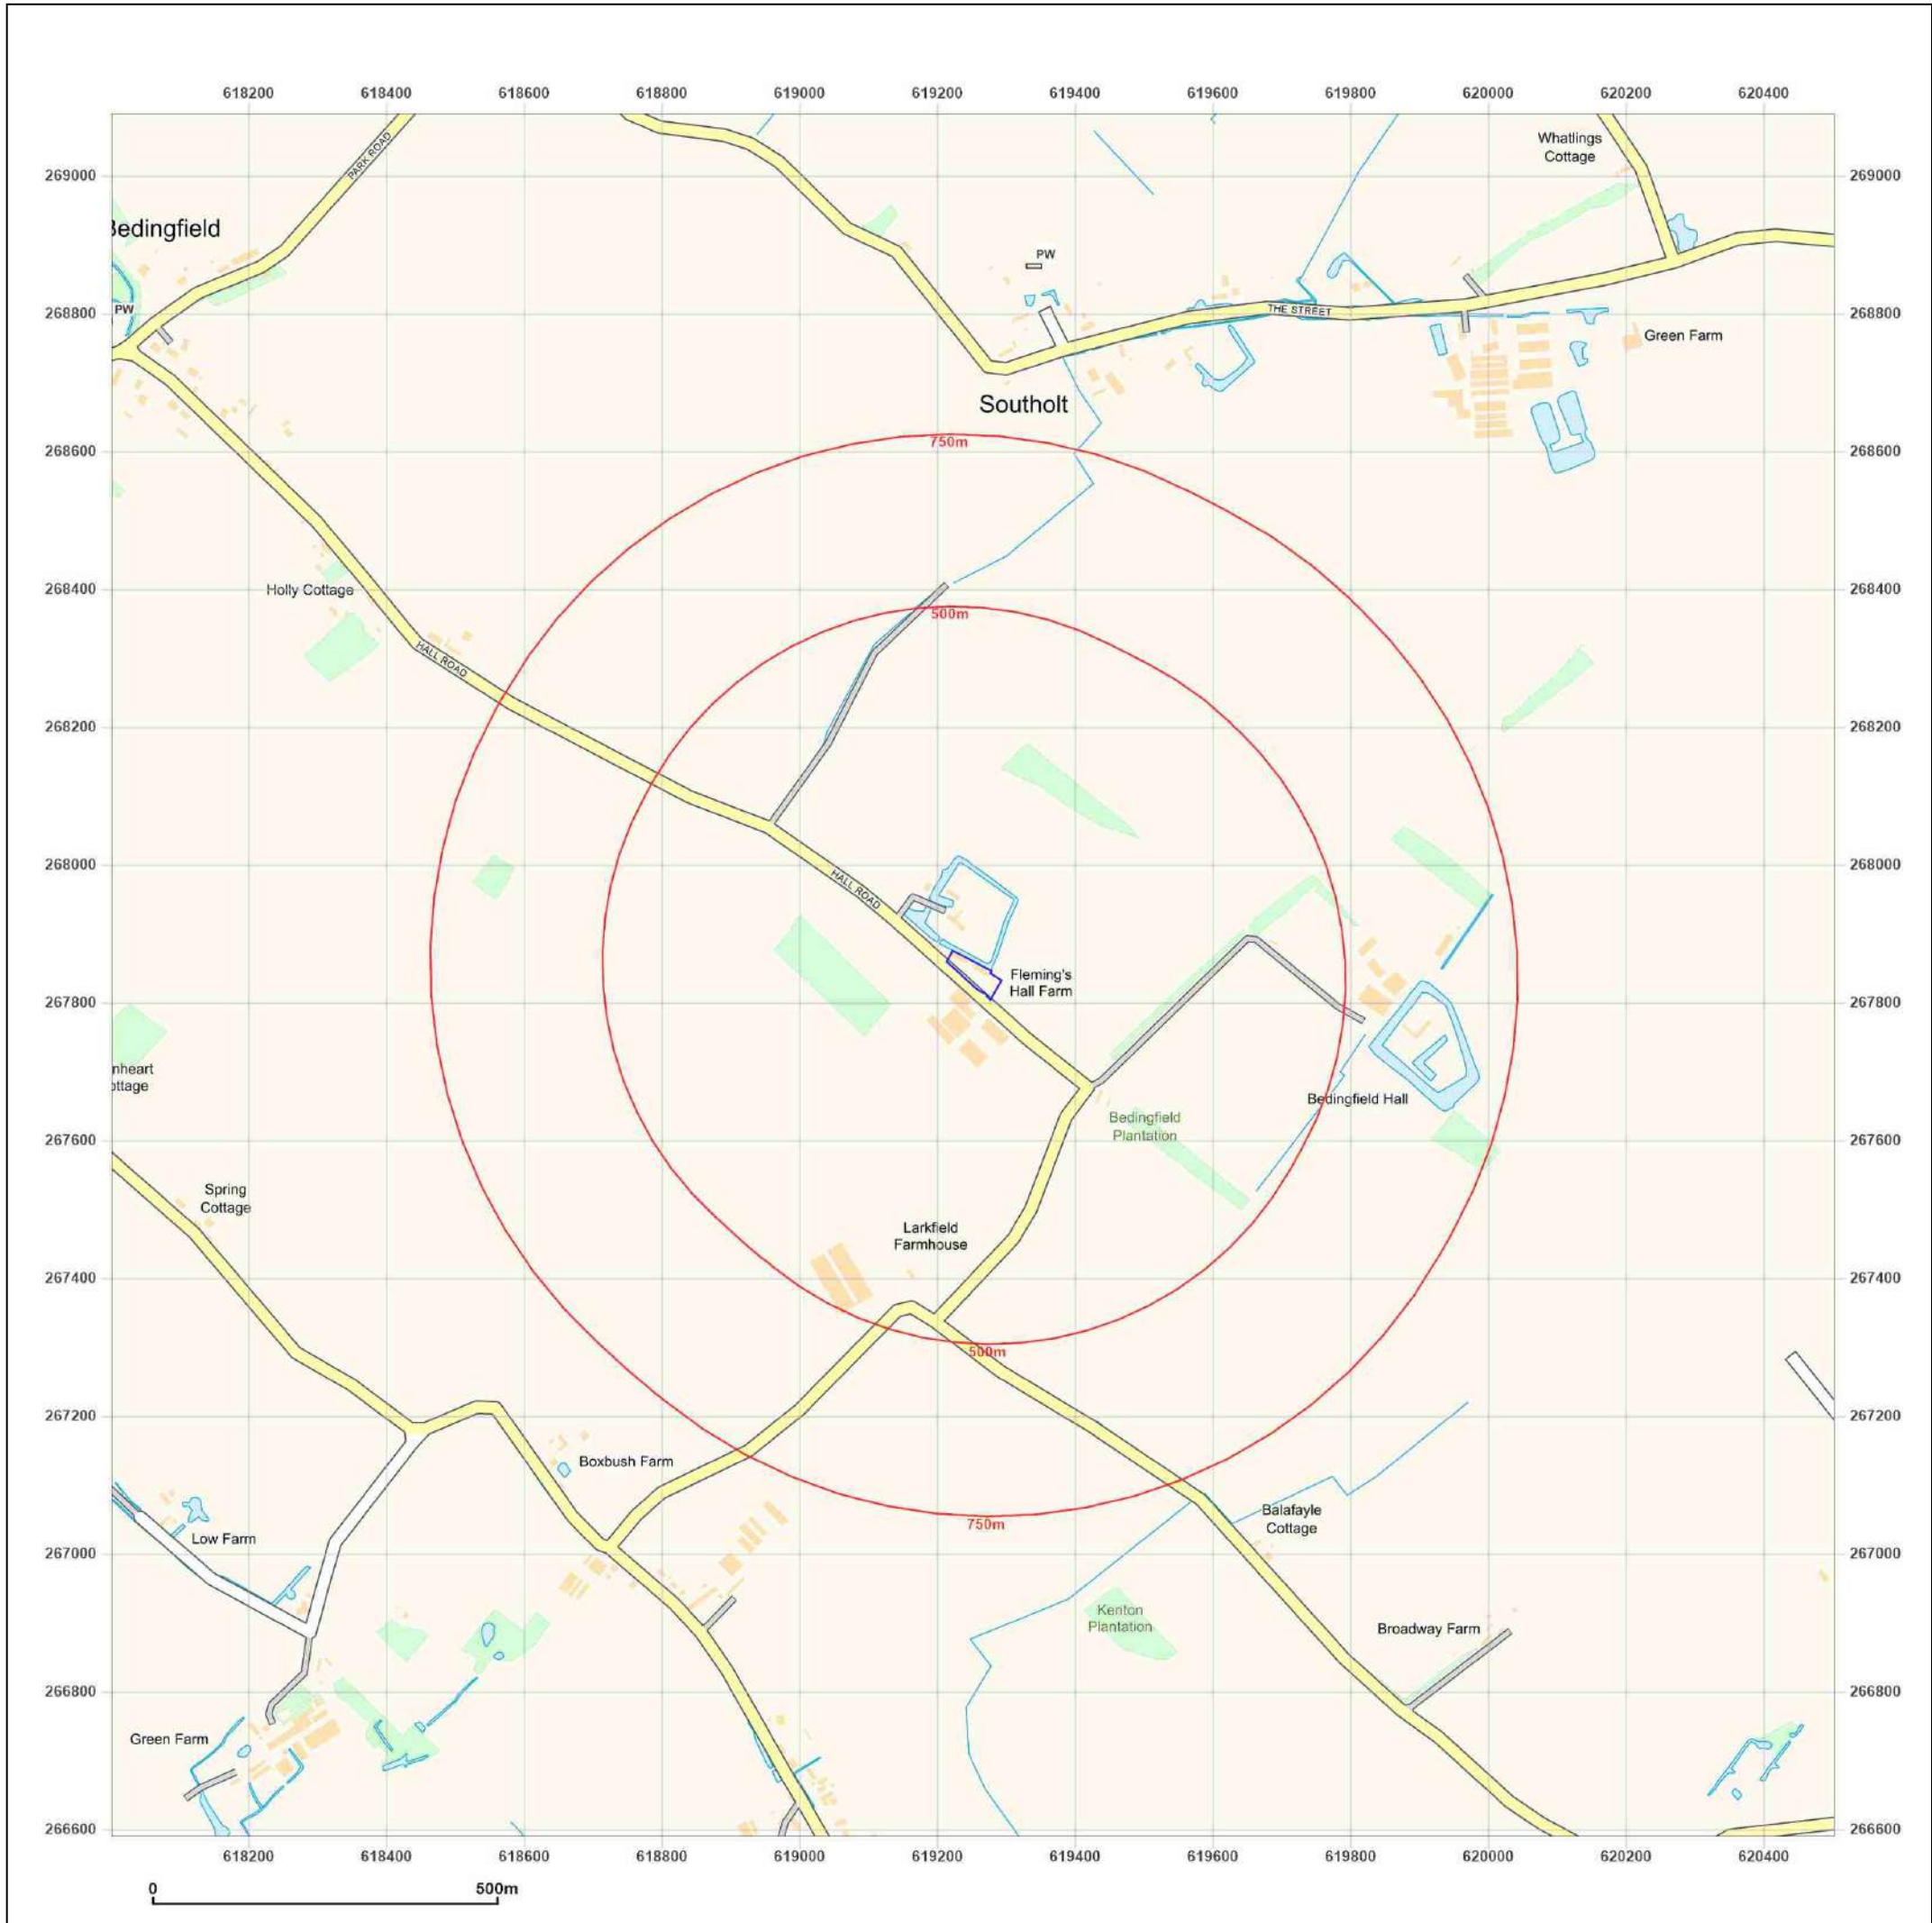 618200 618400 618600 618800 619000 619200 619400 619600 619800 620000 620200 620400
PARK ROAD
Whatlings
Cottage
269000 269000
Bedingfield
PW
PW
268800 268800
THE STREET
Green Farm
Southolt
750m
268600 268600
Holly Cottage
268400 268400
500m
HALL ROAD
268200 268200
268000 268000
HALL ROAD
Fleming's
Hall Farm
267800 267800
nheart
ottage
Bedingfield Hall
Bedingfield
Plantation
267600 267600
Spring
Cottage
Larkfield
Farmhouse
267400 267400
500m
267200 267200
Boxbush Farm
750m
Balafayle
Cottage
Low Farm
267000 267000
Kenton
Plantation
Broadway Farm
266800 266800
Green Farm
266600 266600
618200 618400 618600 618800 619000 619200 619400 619600 619800 620000 620200 620400
0 500m